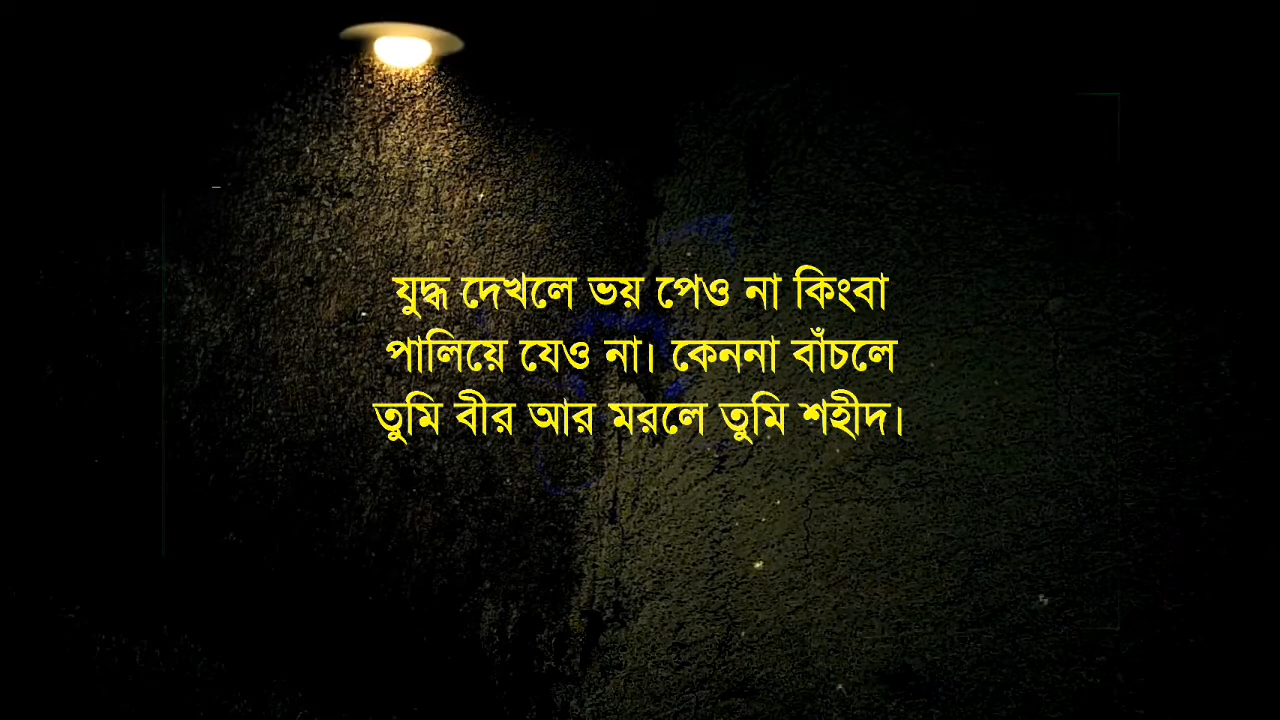 যুদ্ধ দেখলে ভয় পেও না কিংবা
পালিয়ে যেও না। কেননা বাঁচলে
তুমি বীর আর মরলে তুমি শহীদ।